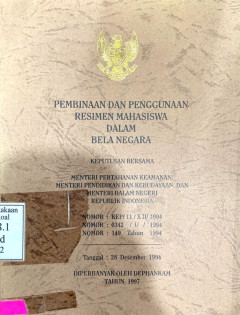 PEMBINAAN DAN PENGGUNAAN
RESIMEN MAHASISWA
DALAM
BELA NEGARA
KEPUTUSAN BERSAMA
MENTERI PERTAHANAN KEAMANAN,
MENTERI PENDIDIKAN DAN KEBUDAYAAN DAN
MENTERI DALAM NEGERI
REPUBLIK INDONESIA
NOMOR : KEP/ 11 / XII/ 1994
NOMOR : 0342 / U / 1994
NOMOR : 149 Tahun 1994
Tanggal : 28 Desember 1994
DIPERBANYAK OLEH DEPHANKAM
TAHUN 1997